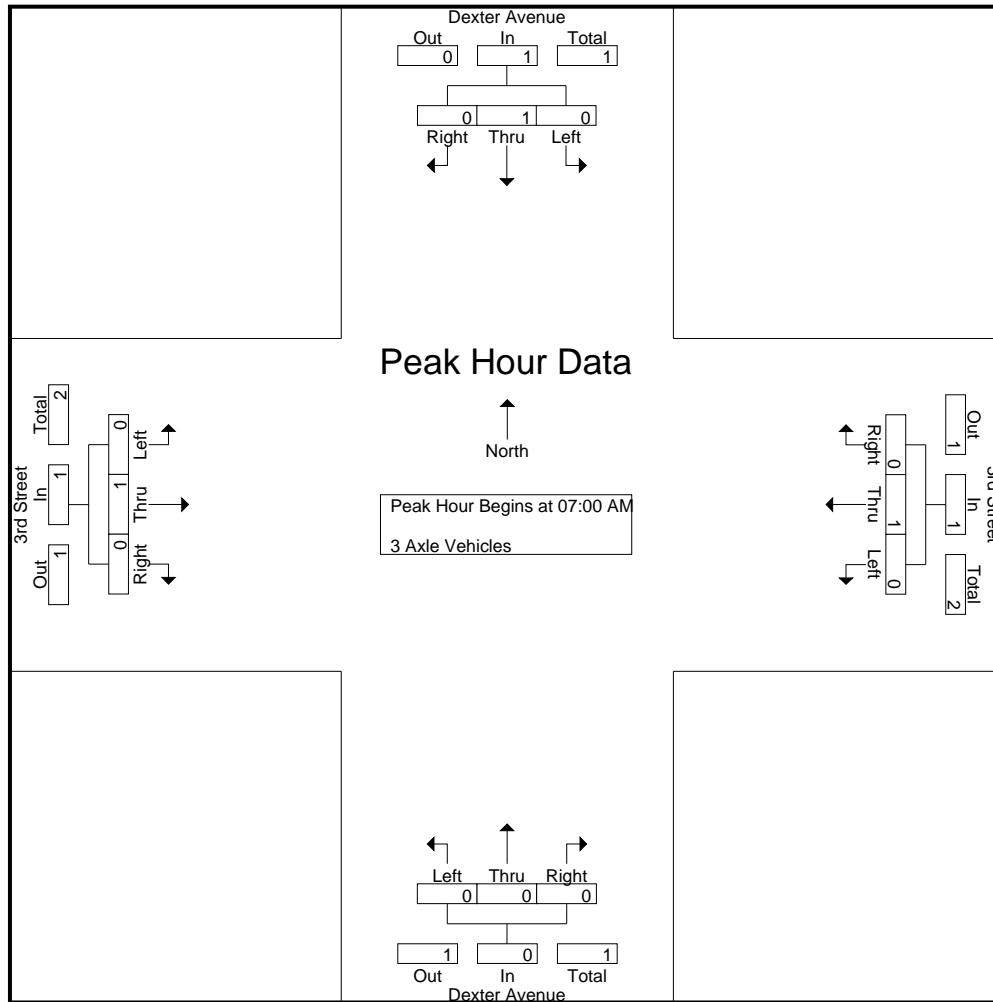 Dexter Avenue
Out In Total
0 1 1
0 1 0
Right Thru Left
Peak Hour Data
North
Peak Hour Begins at 07:00 AM
3 Axle Vehicles
3rd Street
Out In Total
1 1 2
0 1 0
Right Thru Left
3rd Street
Out In Total
1 1 2
0 1 0
Right Thru Left
Left Thru Right
0 0 0
1 0 1
Out In Total
Dexter Avenue